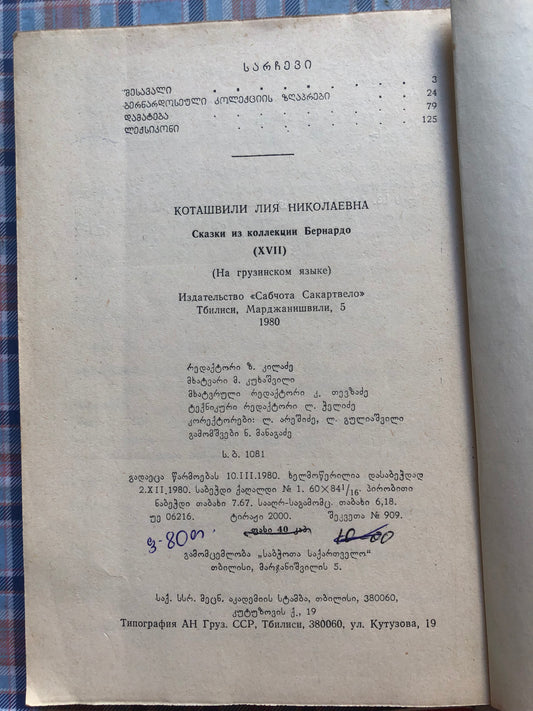 სარჩევი
შესავალი . . . . . . . . . 3
ბერნარდოსეული კოლექციის ზღაპრები . . . 24
დამატება . . . . . . . . . 79
ლექსიკონი . . . . . . . . 125
КОТАШВИЛИ ЛИЯ НИКОЛАЕВНА
Сказки из коллекции Бернардо
(XVII)
(На грузинском языке)
Издательство «Сабчота Сакартвело»
Тбилиси, Марджанишвили, 5
1980
რედაქტორი ზ. კილაძე
მხატვარი მ. კუხაშვილი
მხატვრული რედაქტორი კ. თევზაძე
ტექნიკური რედაქტორი ლ. ჭელიძე
კორექტორები: ლ. არეშიძე, ლ. გულიაშვილი
გამომშვები ნ. მანაგაძე
ს. ბ. 1081
გადაეცა წარმოებას 10.III.1980. ხელმოწერილია დასაბეჭდად
2.XII.1980. საბეჭდი ქაღალდი № 1. 60×84¹/₁₆. პირობითი
ნაბეჭდი თაბახი 7.67. სააღრ-საგამომც. თაბახი 6,18.
უე 06216. ტირაჟი 2000. შეკვეთა № 909.
ფასი 40 კაპ.
გამომცემლობა „საბჭოთა საქართველო“
თბილისი, მარჯანიშვილის 5.
საქ. სსრ. მეცნ. აკადემიის სტამბა, თბილისი, 380060,
კუტუზოვის ქ., 19
Типография АН Груз. ССР, Тбилиси, 380060, ул. Кутузова, 19